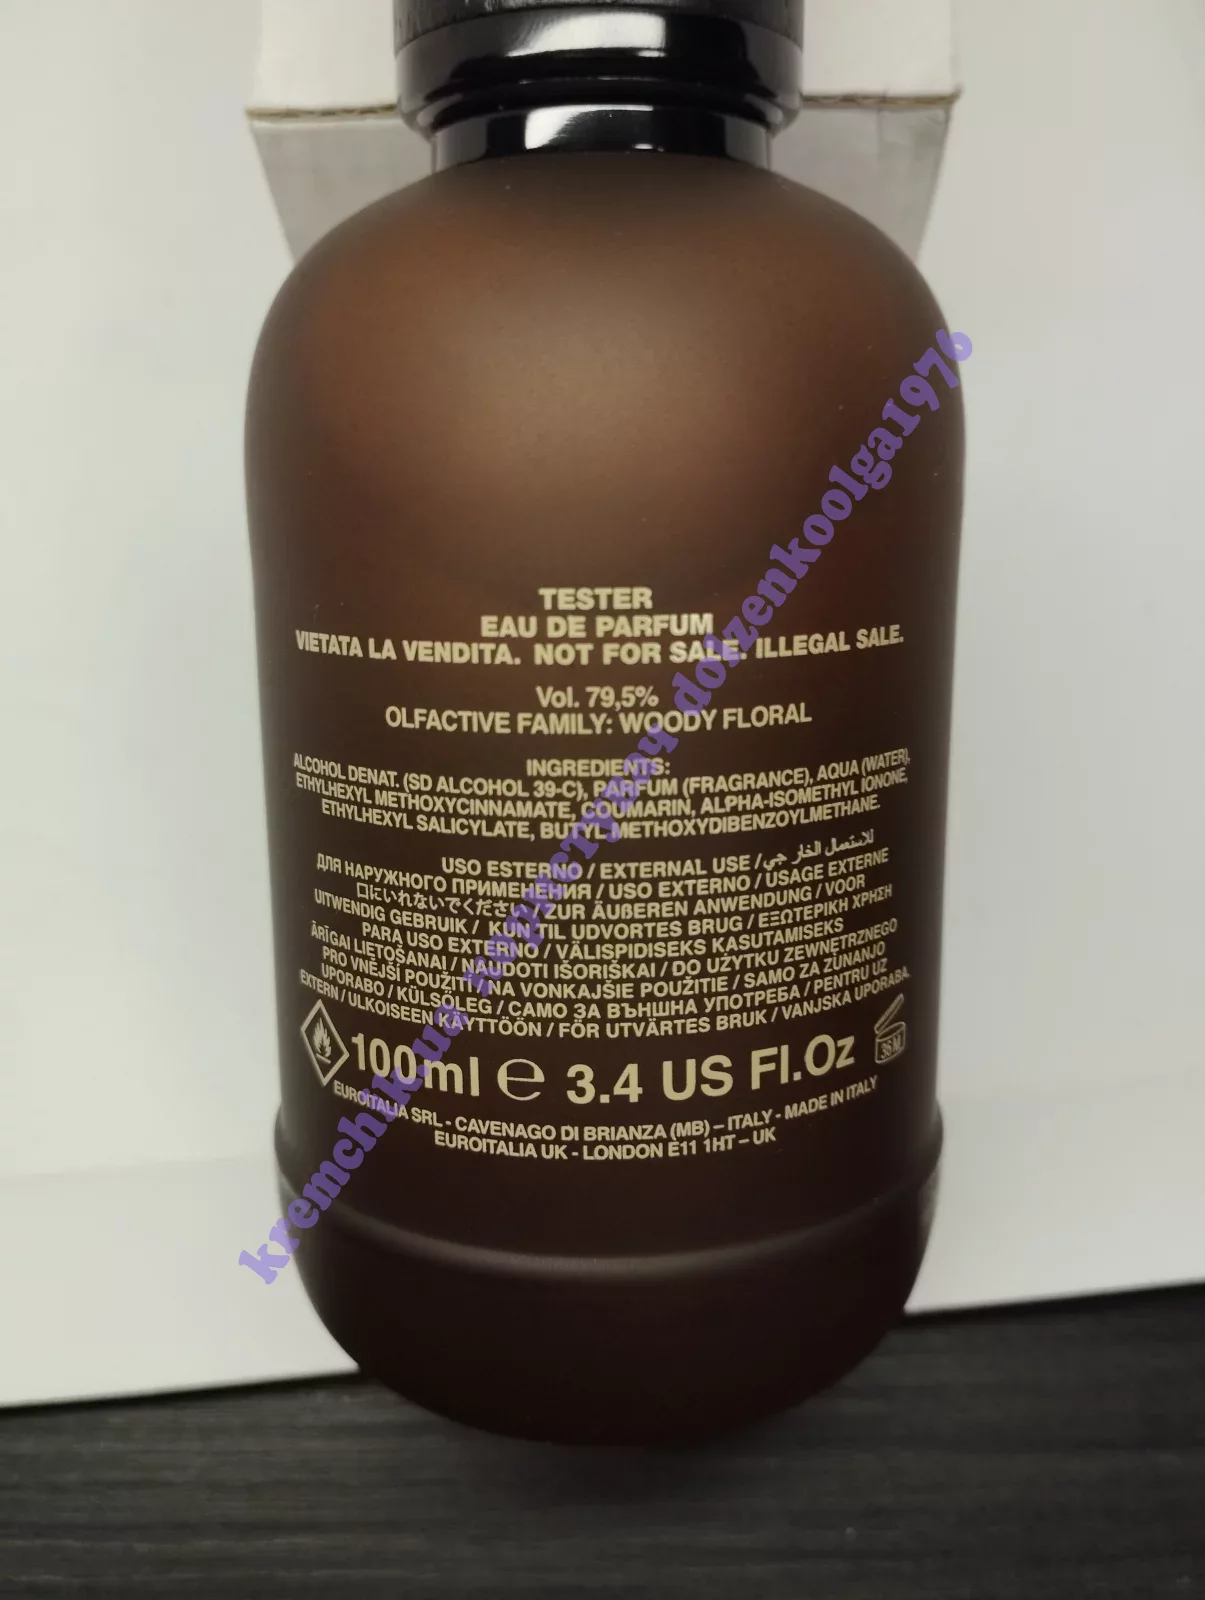 TESTER
EAU DE PARFUM
VIETATA LA VENDITA. NOT FOR SALE. ILLEGAL SALE.
Vol. 79,5%
OLFACTIVE FAMILY: WOODY FLORAL
INGREDIENTS:
ALCOHOL DENAT. (SD ALCOHOL 39-C), PARFUM (FRAGRANCE), AQUA (WATER),
ETHYLHEXYL METHOXYCINNAMATE, COUMARIN, ALPHA-ISOMETHYL IONONE,
ETHYLHEXYL SALICYLATE, BUTYL METHOXYDIBENZOYLMETHANE.
USO ESTERNO / EXTERNAL USE / للاستعمال الخار جي /
ДЛЯ НАРУЖНОГО ПРИМЕНЕНИЯ / USO EXTERNO / USAGE EXTERNE
口にいれないでください / ZUR ÄUßEREN ANWENDUNG / VOOR
UITWENDIG GEBRUIK / KUN TIL UDVORTES BRUG / ΕΞΩΤΕΡΙΚΗ ΧΡΗΣΗ
PARA USO EXTERNO / VÄLISPIDISEKS KASUTAMISEKS
ĀRĪGAI LIETOŠANAI / NAUDOTI IŠORIŠKAI / DO UŻYTKU ZEWNĘTRZNEGO
PRO VNĚJŠÍ POUŽITÍ / NA VONKAJŠIE POUŽITIE / SAMO ZA ZUNANJO
UPORABO / KÜLSŐLEG / САМО ЗА ВЪНШНА УПОТРЕБА / PENTRU UZ
EXTERN / ULKOISEEN KÄYTTÖÖN / FÖR UTVÄRTES BRUK / VANJSKA UPORABA.
100ml e 3.4 US Fl.Oz
36 M
EUROITALIA SRL - CAVENAGO DI BRIANZA (MB) – ITALY - MADE IN ITALY
EUROITALIA UK - LONDON E11 1HT – UK
kremchik.ua користувач dolzenkoolga1976